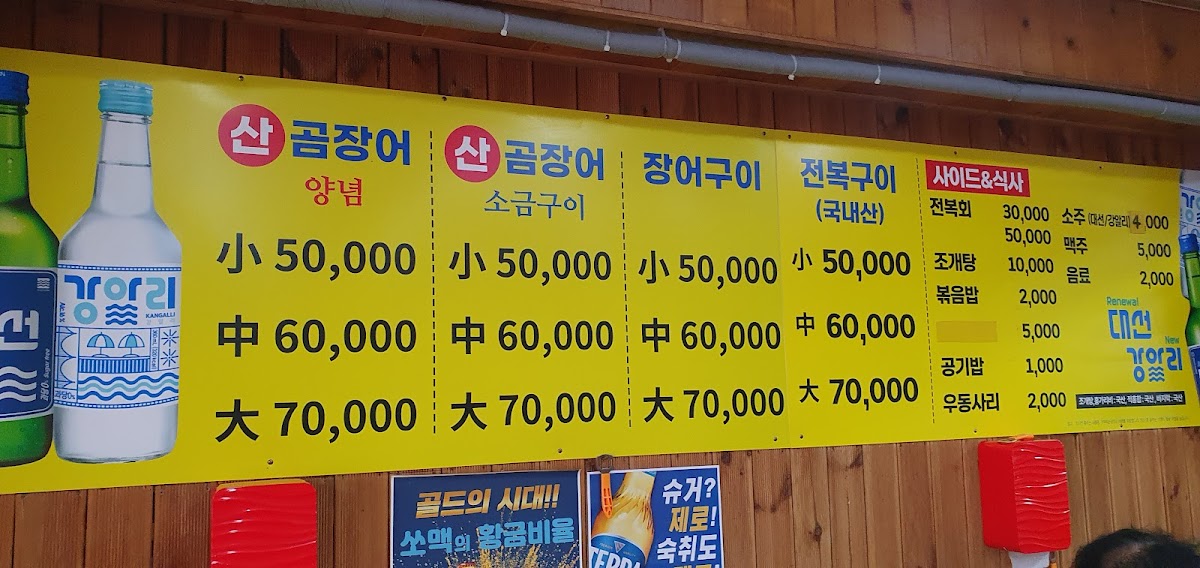 산 곰장어
양념
小 50,000
中 60,000
大 70,000
산 곰장어
소금구이
小 50,000
中 60,000
大 70,000
장어구이
小 50,000
中 60,000
大 70,000
전복구이
(국내산)
小 50,000
中 60,000
大 70,000
사이드&식사
전복회 30,000
50,000
조개탕 10,000
볶음밥 2,000
5,000
공기밥 1,000
우동사리 2,000
소주 (대선/강알리) 4,000
맥주 5,000
음료 2,000
Renewal
대선
New
강알리
강알리
KANGALLI
선
골드의 시대!!
쏘맥의 황금비율
슈거?
제로!
숙취도
TERRA